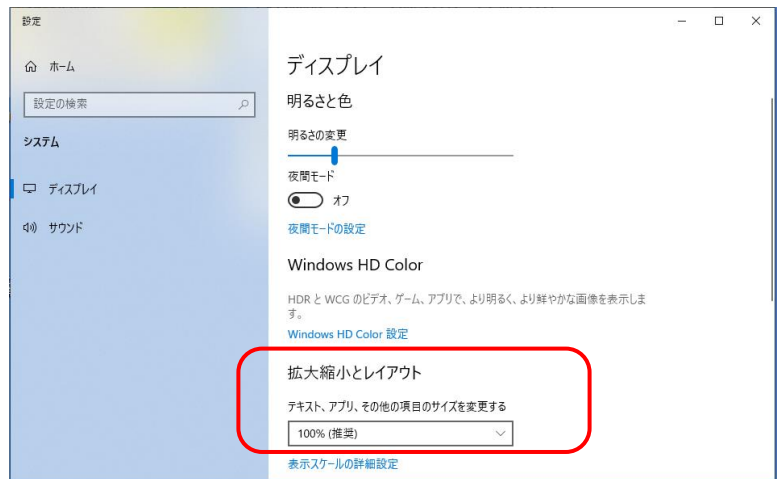 設定
ホーム
設定の検索
システム
ディスプレイ
サウンド
ディスプレイ
明るさと色
明るさの変更
夜間モード
オフ
夜間モードの設定
Windows HD Color
HDR と WCG のビデオ、ゲーム、アプリで、より明るく、より鮮やかな画像を表示しま
す。
Windows HD Color 設定
拡大縮小とレイアウト
テキスト、アプリ、その他の項目のサイズを変更する
100% (推奨)
表示スケールの詳細設定